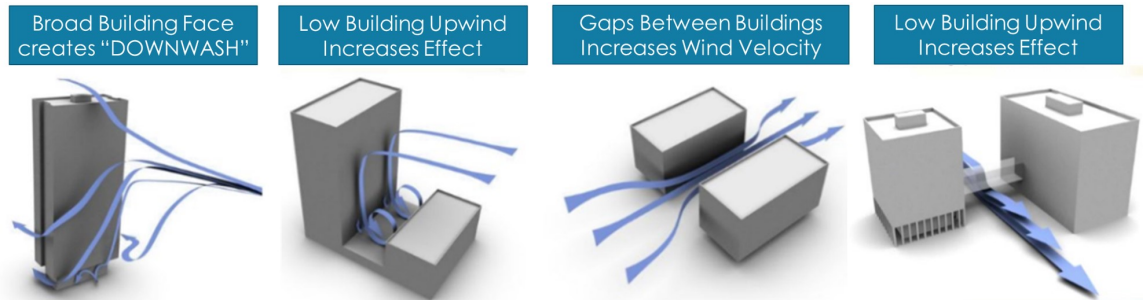 Broad Building Face
creates “DOWNWASH”
Low Building Upwind
Increases Effect
Gaps Between Buildings
Increases Wind Velocity
Low Building Upwind
Increases Effect